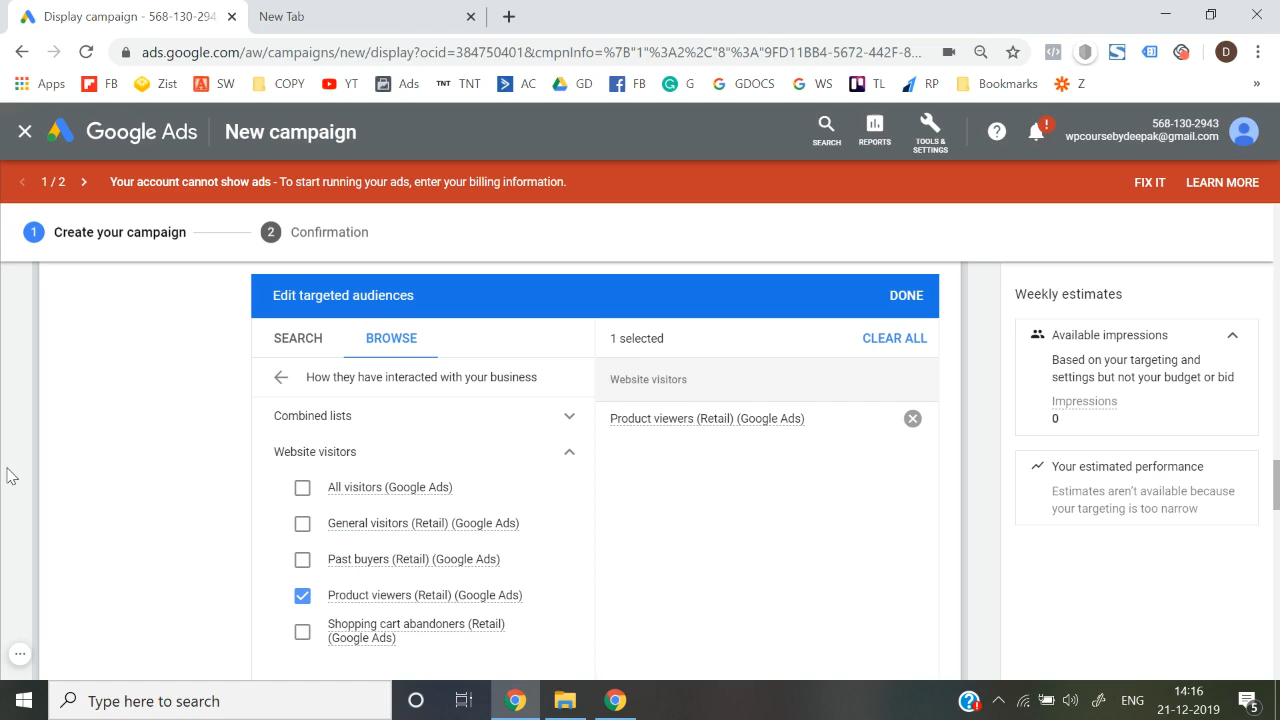 Display campaign - 568-130-294
New Tab
ads.google.com/aw/campaigns/new/display?ocid=384750401&cmpnInfo=%7B"1"%3A2%2C"8"%3A"9FD11BB4-5672-442F-8...
D
Apps
FB
Zist
SW
COPY
YT
Ads
TNT TNT
AC
GD
FB
G
GDOCS
WS
TL
RP
Bookmarks
Z
»
Google Ads
New campaign
SEARCH
REPORTS
TOOLS &
SETTINGS
568-130-2943
wpcoursebydeepak@gmail.com
1 / 2
Your account cannot show ads - To start running your ads, enter your billing information.
FIX IT
LEARN MORE
1 Create your campaign
2 Confirmation
Edit targeted audiences
DONE
SEARCH
BROWSE
1 selected
CLEAR ALL
How they have interacted with your business
Website visitors
Combined lists
Product viewers (Retail) (Google Ads)
Website visitors
All visitors (Google Ads)
General visitors (Retail) (Google Ads)
Past buyers (Retail) (Google Ads)
Product viewers (Retail) (Google Ads)
Shopping cart abandoners (Retail)
(Google Ads)
Weekly estimates
Available impressions
Based on your targeting and
settings but not your budget or bid
Impressions
0
Your estimated performance
Estimates aren't available because
your targeting is too narrow
Type here to search
ENG
14:16
21-12-2019
5